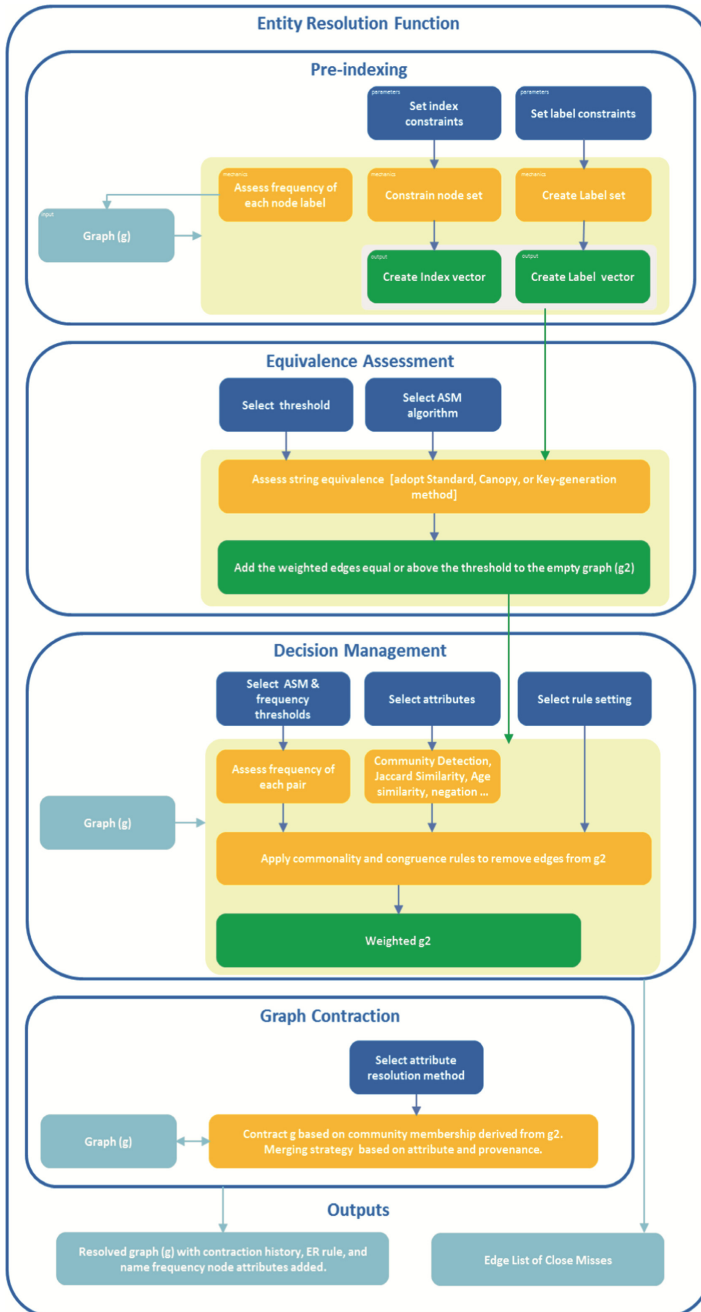 Entity Resolution Function
Pre-indexing
parameters
Set index
constraints
parameters
Set label constraints
mechanics
Assess frequency of
each node label
mechanics
Constrain node set
mechanics
Create Label set
input
Graph (g)
output
Create Index vector
output
Create Label vector
Equivalence Assessment
Select threshold
Select ASM
algorithm
Assess string equivalence [adopt Standard, Canopy, or Key-generation
method]
Add the weighted edges equal or above the threshold to the empty graph (g2)
Decision Management
Select ASM &
frequency
thresholds
Select attributes
Select rule setting
Assess frequency of
each pair
Community Detection,
Jaccard Similarity, Age
similarity, negation ...
Graph (g)
Apply commonality and congruence rules to remove edges from g2
Weighted g2
Graph Contraction
Select attribute
resolution method
Graph (g)
Contract g based on community membership derived from g2.
Merging strategy based on attribute and provenance.
Outputs
Resolved graph (g) with contraction history, ER rule, and
name frequency node attributes added.
Edge List of Close Misses